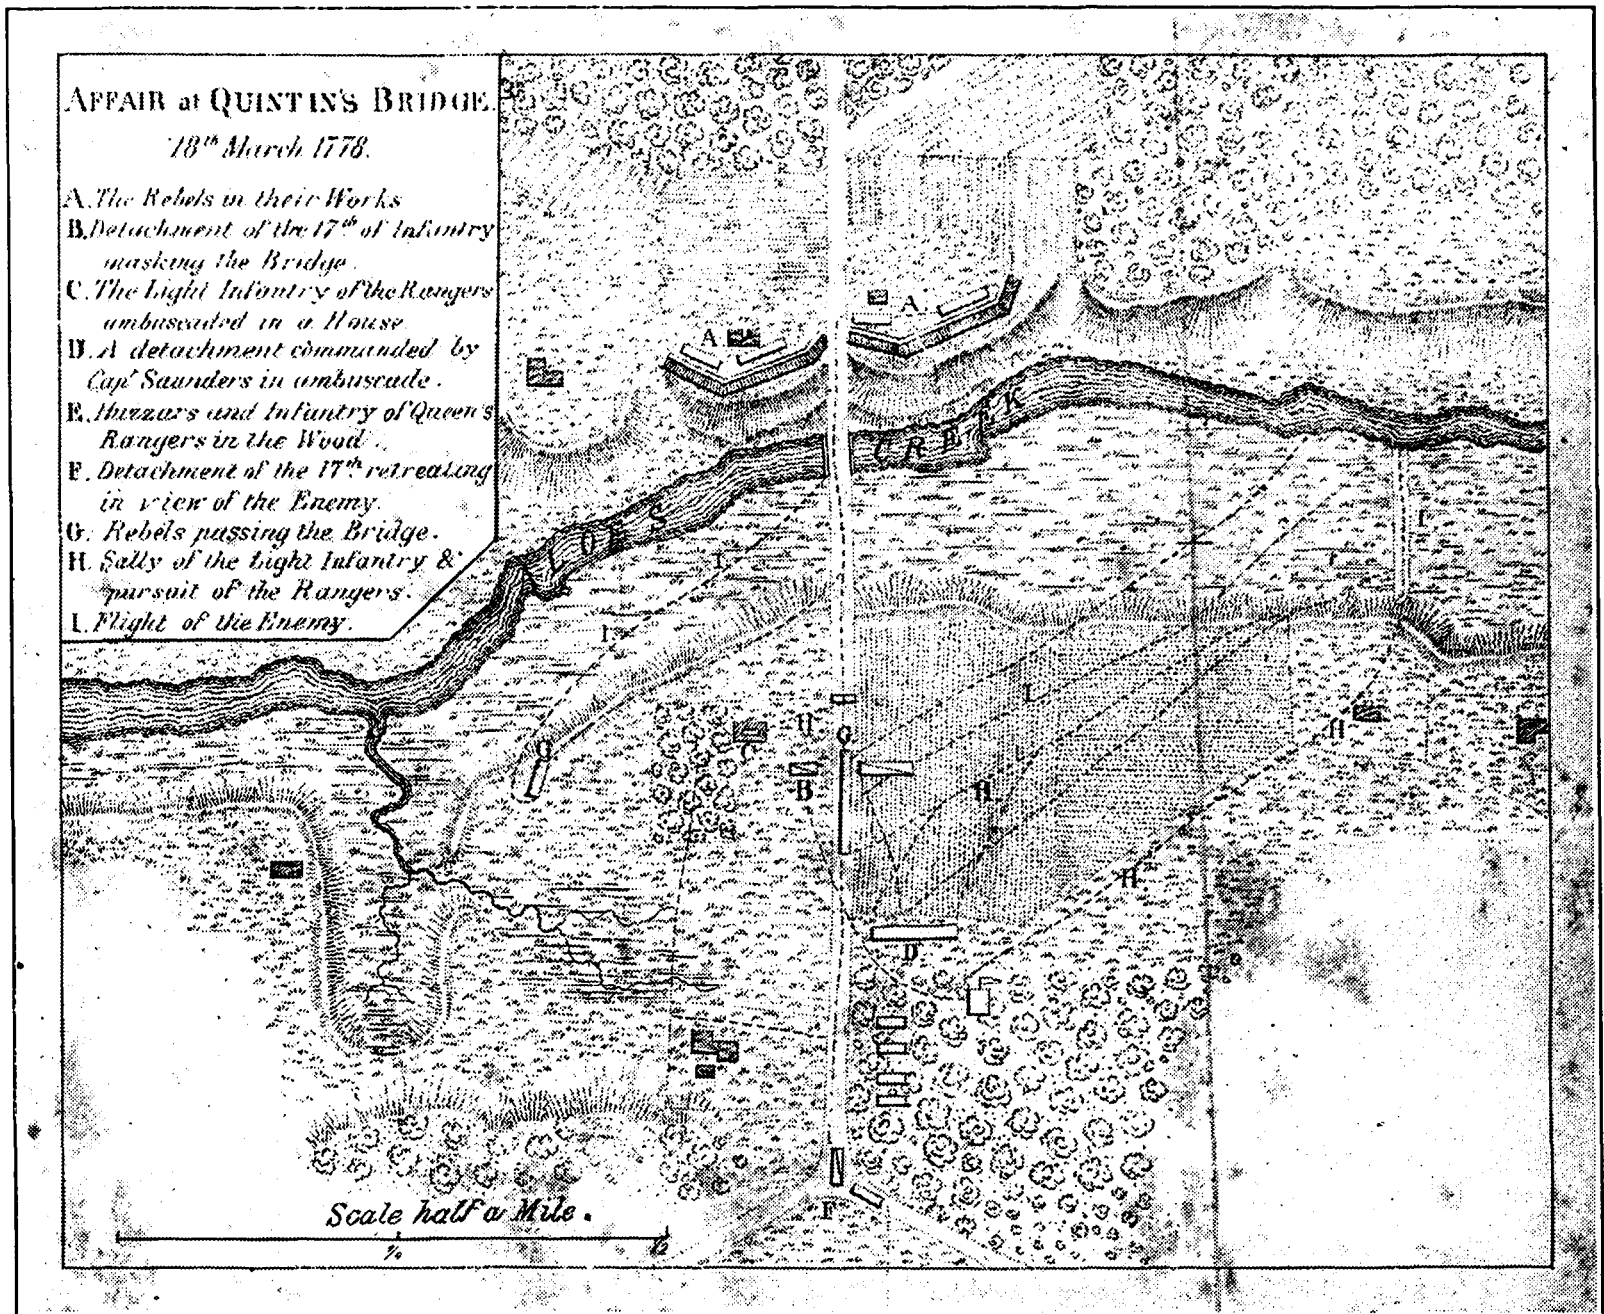 AFFAIR at QUINTIN'S BRIDGE.
18th March 1778.
A. The Rebels in their Works
B. Detachment of the 17th of Infantry
masking the Bridge.
C. The Light Infantry of the Rangers
ambuscaded in a House
D. A detachment commanded by
Capt Saunders in ambuscade.
E. Huzzars and Infantry of Queen's
Rangers in the Wood.
F. Detachment of the 17th retreating
in view of the Enemy.
G. Rebels passing the Bridge.
H. Sally of the Light Infantry &
pursuit of the Rangers.
I. Flight of the Enemy.
A
A
LOES CREEK
I
I
I
I
L
G
C
H
G
B
H
H
H
D
F
Scale half a Mile.
1/4
1/2